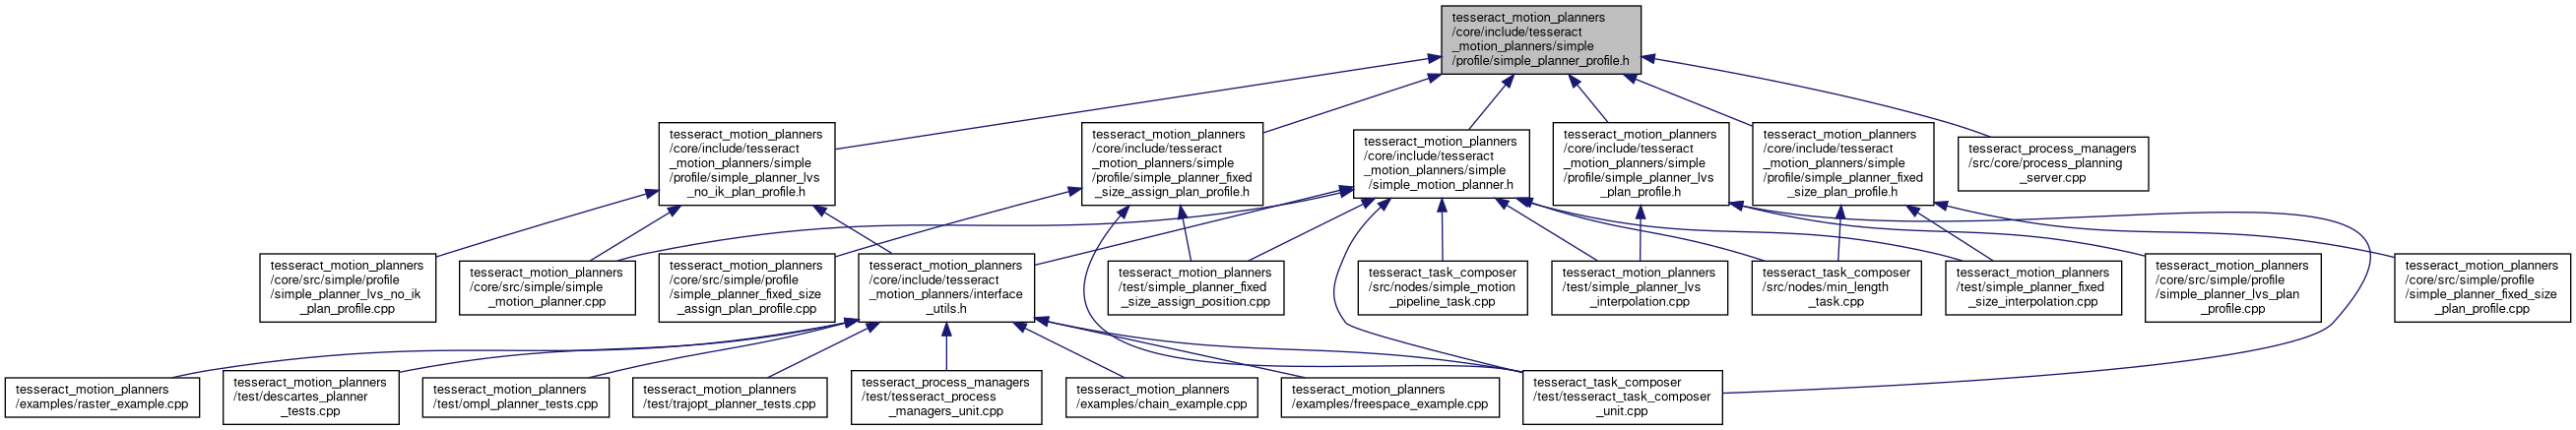 tesseract_motion_planners
/core/include/tesseract
_motion_planners/simple
/profile/simple_planner_profile.h
tesseract_motion_planners
/core/include/tesseract
_motion_planners/simple
/profile/simple_planner_lvs
_no_ik_plan_profile.h
tesseract_motion_planners
/core/include/tesseract
_motion_planners/simple
/profile/simple_planner_fixed
_size_assign_plan_profile.h
tesseract_motion_planners
/core/include/tesseract
_motion_planners/simple
/simple_motion_planner.h
tesseract_motion_planners
/core/include/tesseract
_motion_planners/simple
/profile/simple_planner_lvs
_plan_profile.h
tesseract_motion_planners
/core/include/tesseract
_motion_planners/simple
/profile/simple_planner_fixed
_size_plan_profile.h
tesseract_process_managers
/src/core/process_planning
_server.cpp
tesseract_motion_planners
/core/src/simple/profile
/simple_planner_lvs_no_ik
_plan_profile.cpp
tesseract_motion_planners
/core/src/simple/simple
_motion_planner.cpp
tesseract_motion_planners
/core/src/simple/profile
/simple_planner_fixed_size
_assign_plan_profile.cpp
tesseract_motion_planners
/core/include/tesseract
_motion_planners/interface
_utils.h
tesseract_motion_planners
/test/simple_planner_fixed
_size_assign_position.cpp
tesseract_task_composer
/src/nodes/simple_motion
_pipeline_task.cpp
tesseract_motion_planners
/test/simple_planner_lvs
_interpolation.cpp
tesseract_task_composer
/src/nodes/min_length
_task.cpp
tesseract_motion_planners
/test/simple_planner_fixed
_size_interpolation.cpp
tesseract_motion_planners
/core/src/simple/profile
/simple_planner_lvs_plan
_profile.cpp
tesseract_motion_planners
/core/src/simple/profile
/simple_planner_fixed_size
_plan_profile.cpp
tesseract_motion_planners
/examples/raster_example.cpp
tesseract_motion_planners
/test/descartes_planner
_tests.cpp
tesseract_motion_planners
/test/ompl_planner_tests.cpp
tesseract_motion_planners
/test/trajopt_planner_tests.cpp
tesseract_process_managers
/test/tesseract_process
_managers_unit.cpp
tesseract_motion_planners
/examples/chain_example.cpp
tesseract_motion_planners
/examples/freespace_example.cpp
tesseract_task_composer
/test/tesseract_task_composer
_unit.cpp